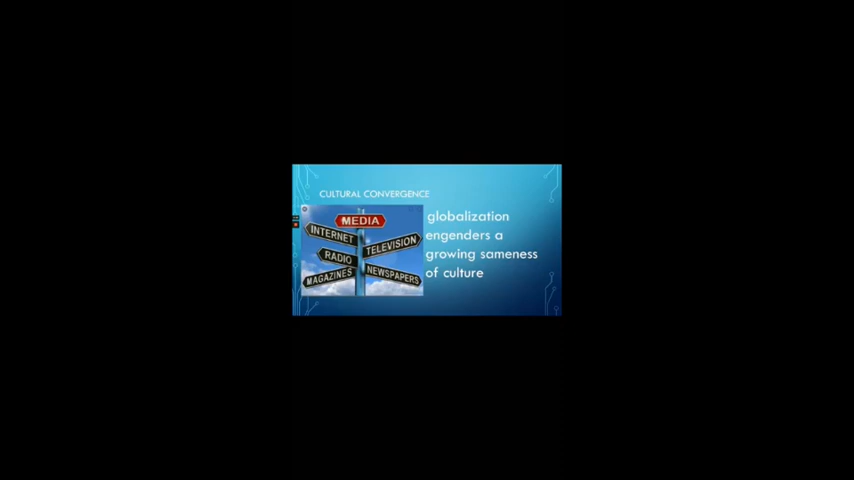 CULTURAL CONVERGENCE
MEDIA
INTERNET
TELEVISION
RADIO
MAGAZINES
NEWSPAPERS
globalization
engenders a
growing sameness
of culture